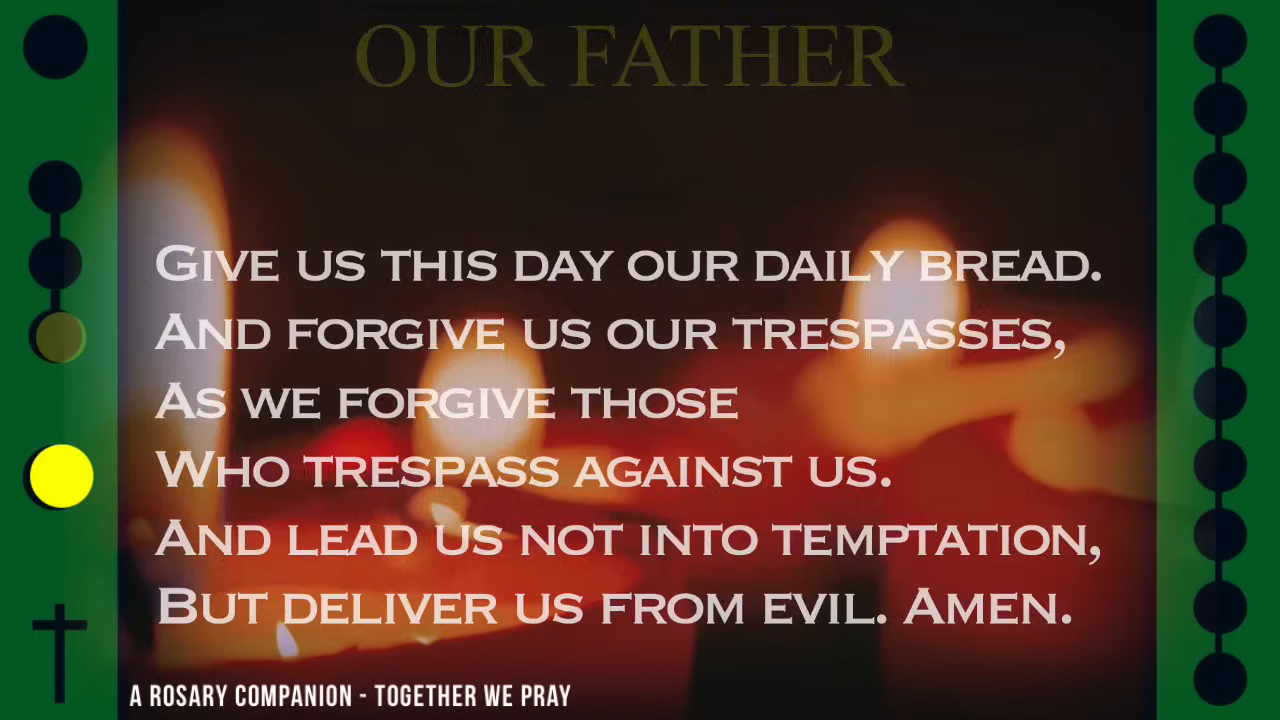 OUR FATHER
Give us this day our daily bread.
And forgive us our trespasses,
As we forgive those
Who trespass against us.
And lead us not into temptation,
But deliver us from evil. Amen.
A ROSARY COMPANION - TOGETHER WE PRAY